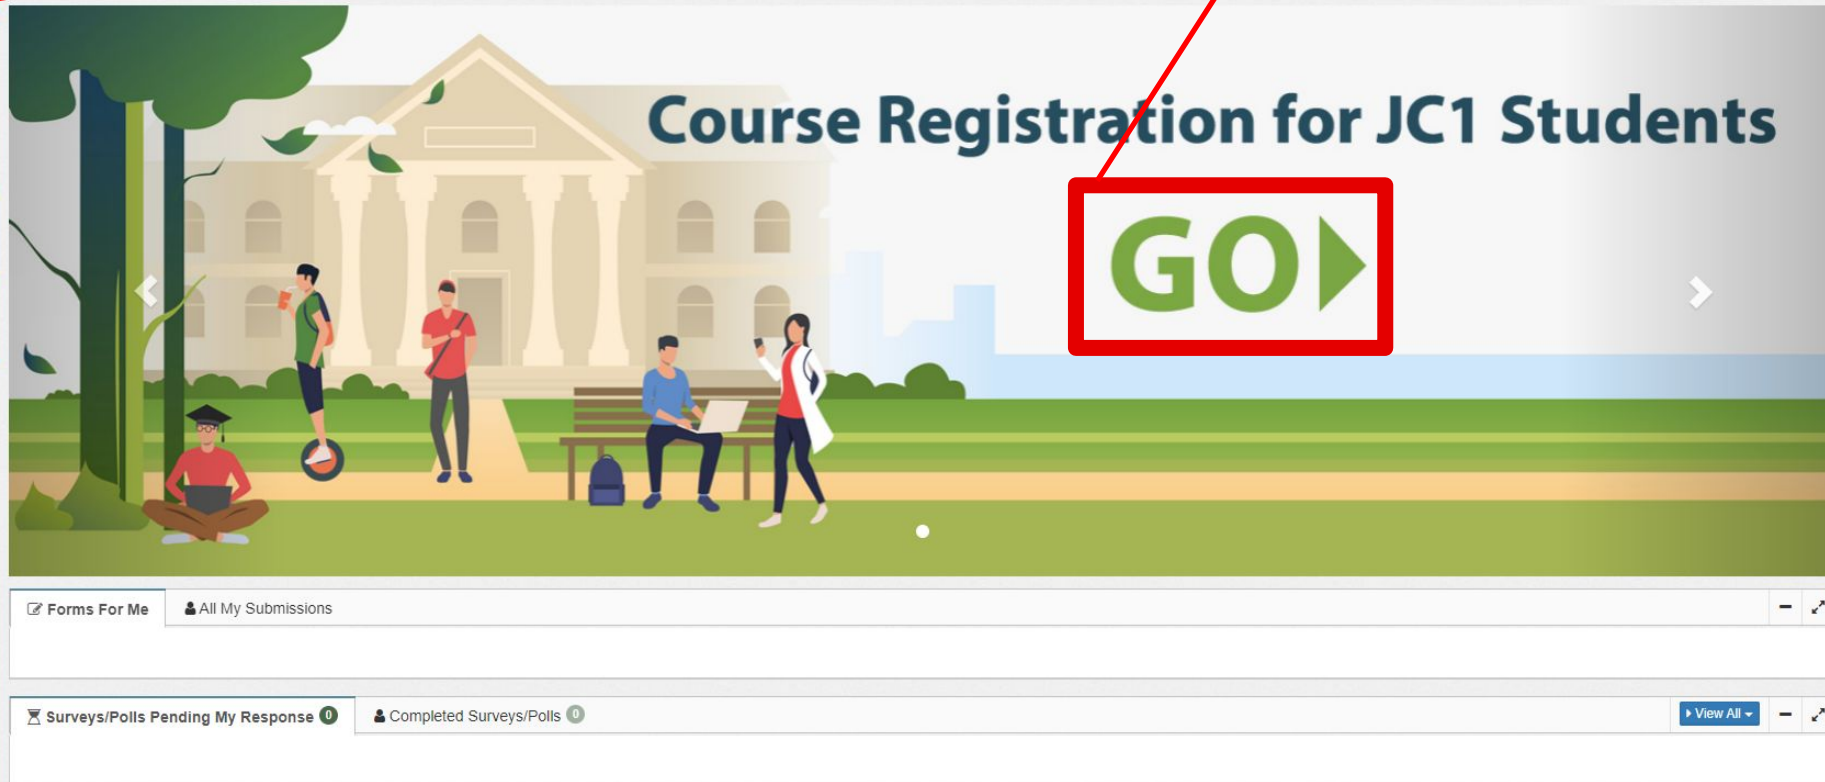 Course Registration for JC1 Students
GO
Forms For Me All My Submissions
Surveys/Polls Pending My Response 0 Completed Surveys/Polls 0 View All